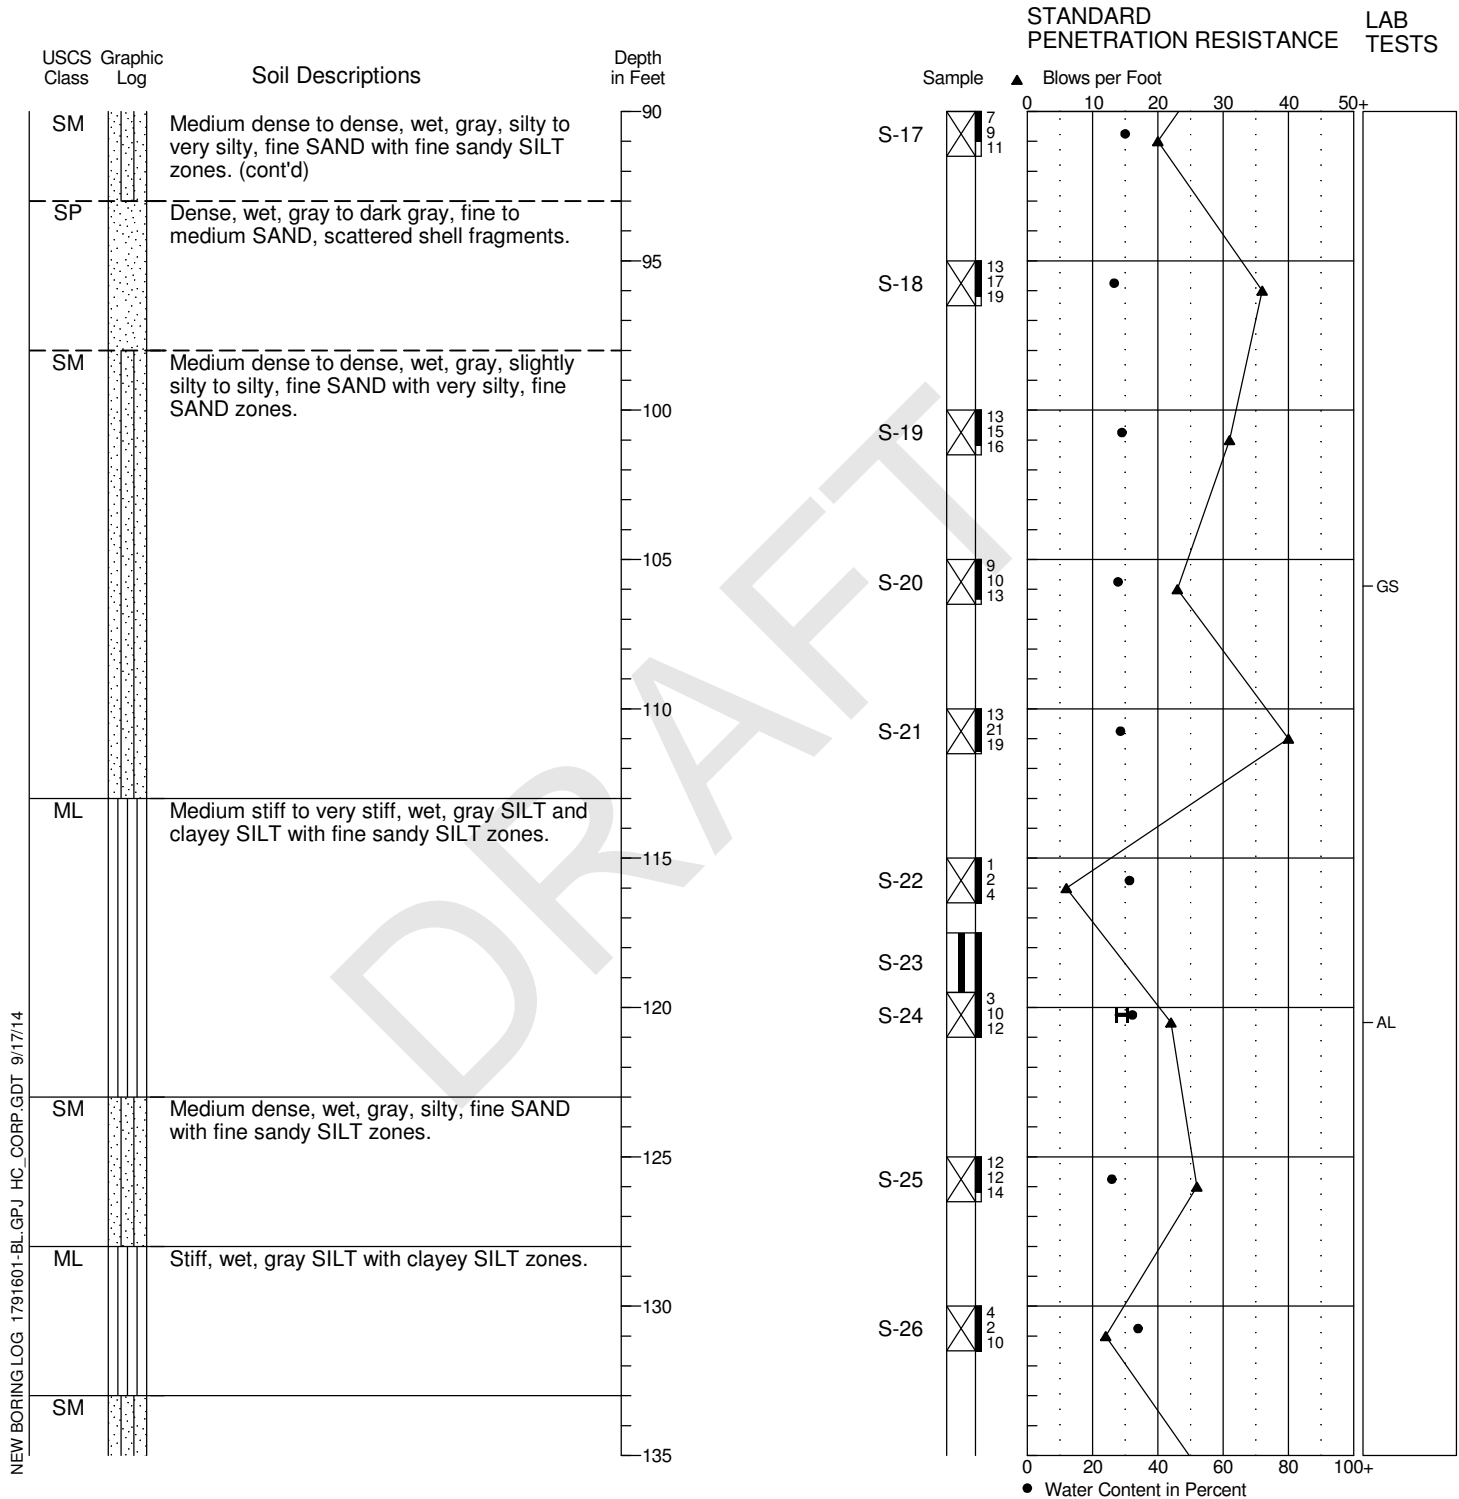 STANDARD
PENETRATION RESISTANCE
LAB
TESTS
USCS
Class
Graphic
Log
Soil Descriptions
Depth
in Feet
Sample
▲ Blows per Foot
0 10 20 30 40 50+
SM
Medium dense to dense, wet, gray, silty to
very silty, fine SAND with fine sandy SILT
zones. (cont'd)
90
S-17
7
9
11
SP
Dense, wet, gray to dark gray, fine to
medium SAND, scattered shell fragments.
95
S-18
13
17
19
SM
Medium dense to dense, wet, gray, slightly
silty to silty, fine SAND with very silty, fine
SAND zones.
100
S-19
13
15
16
105
S-20
9
10
13
GS
110
S-21
13
21
19
ML
Medium stiff to very stiff, wet, gray SILT and
clayey SILT with fine sandy SILT zones.
115
S-22
1
2
4
S-23
120
S-24
3
10
12
AL
SM
Medium dense, wet, gray, silty, fine SAND
with fine sandy SILT zones.
125
S-25
12
12
14
ML
Stiff, wet, gray SILT with clayey SILT zones.
130
S-26
4
2
10
SM
135
0 20 40 60 80 100+
● Water Content in Percent
DRAFT
NEW BORING LOG 1791601-BL.GPJ HC_CORP.GDT 9/17/14